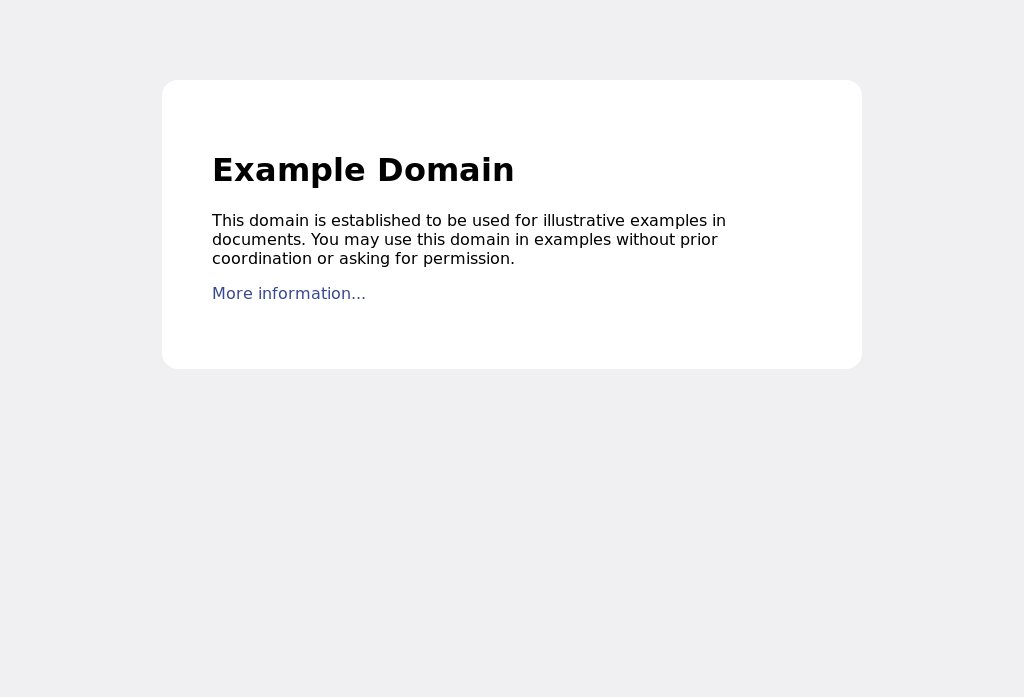 Example Domain
This domain is established to be used for illustrative examples in
documents. You may use this domain in examples without prior
coordination or asking for permission.
More information...